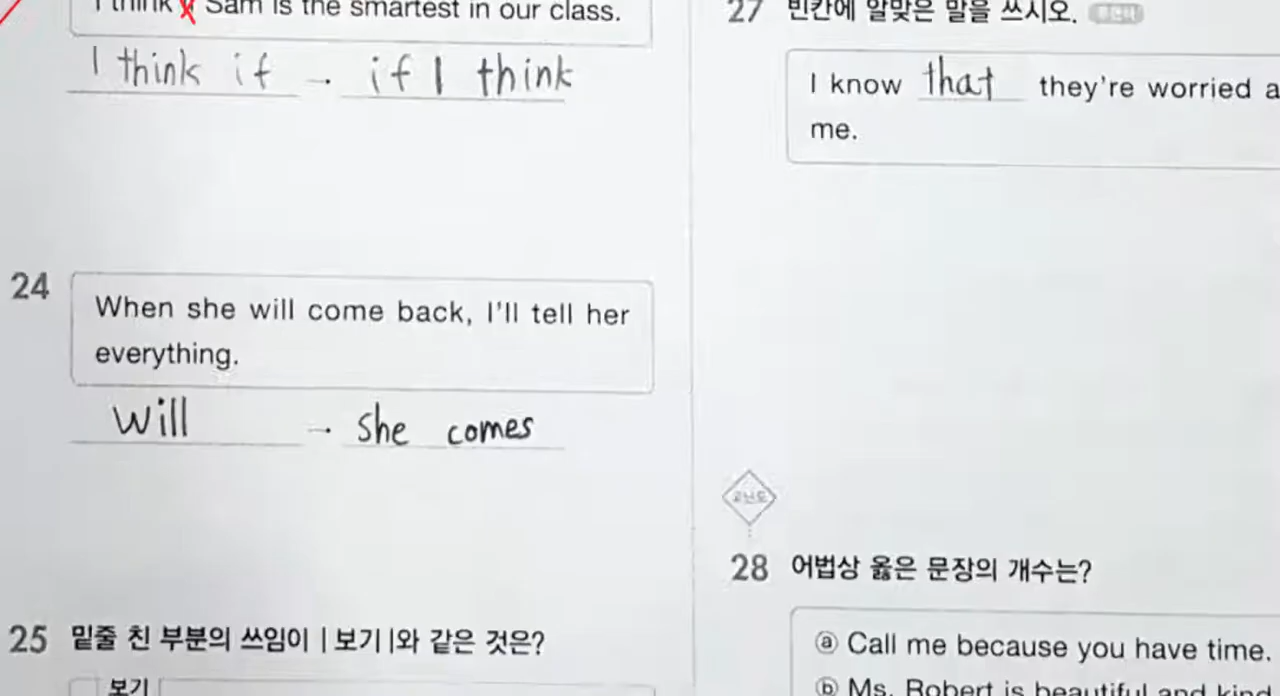 I think Sam is the smartest in our class.
I think if → if I think
24
When she will come back, I'll tell her
everything.
will → she comes
25 밑줄 친 부분의 쓰임이 | 보기 |와 같은 것은?
보기
27 빈칸에 알맞은 말을 쓰시오.
I know that they're worried a
me.
고난도
28 어법상 옳은 문장의 개수는?
ⓐ Call me because you have time.
ⓑ Ms. Robert is beautiful and kind